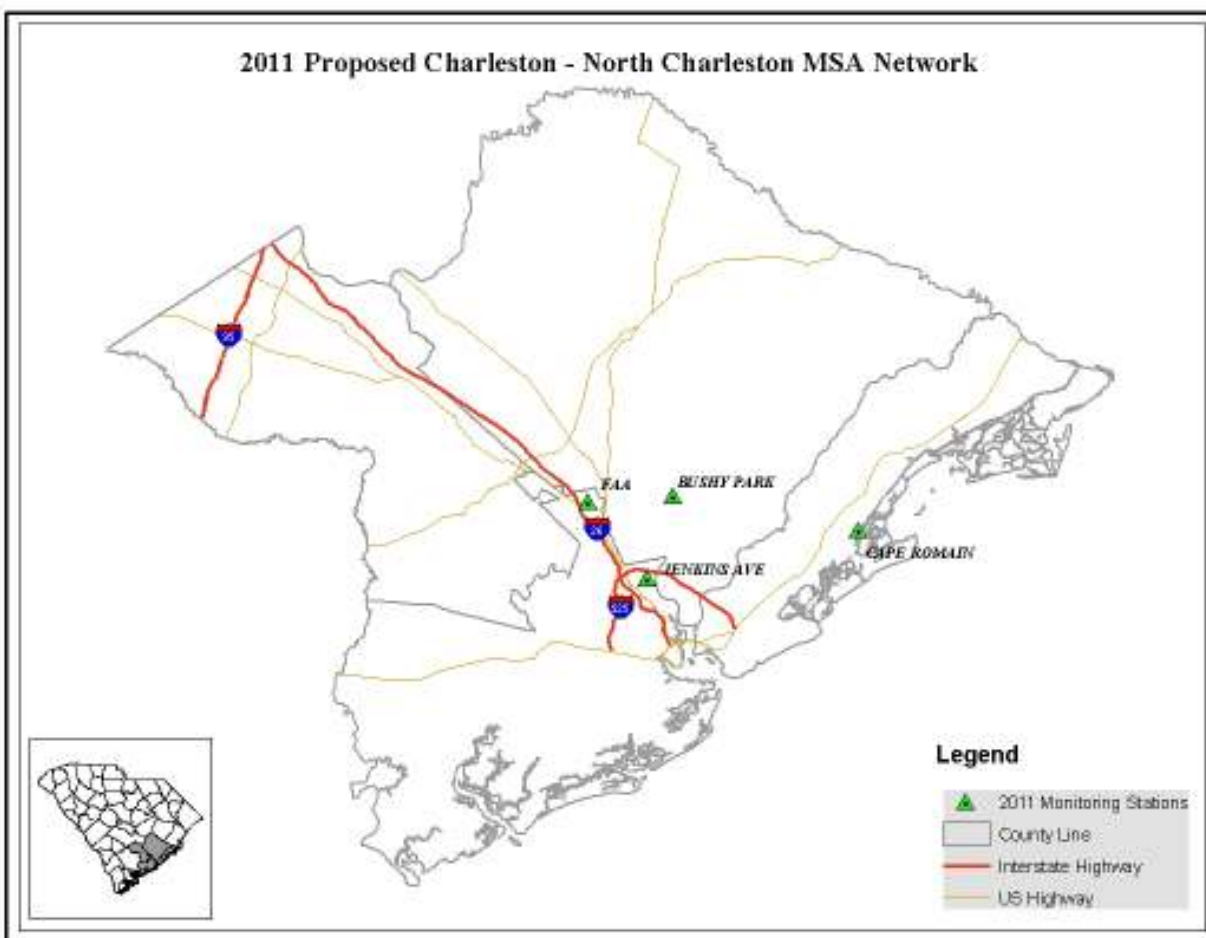 2011 Proposed Charleston - North Charleston MSA Network
95
FAA
BUSHY PARK
26
CAPE ROMAIN
JENKINS AVE
526
Legend
2011 Monitoring Stations
County Line
Interstate Highway
US Highway